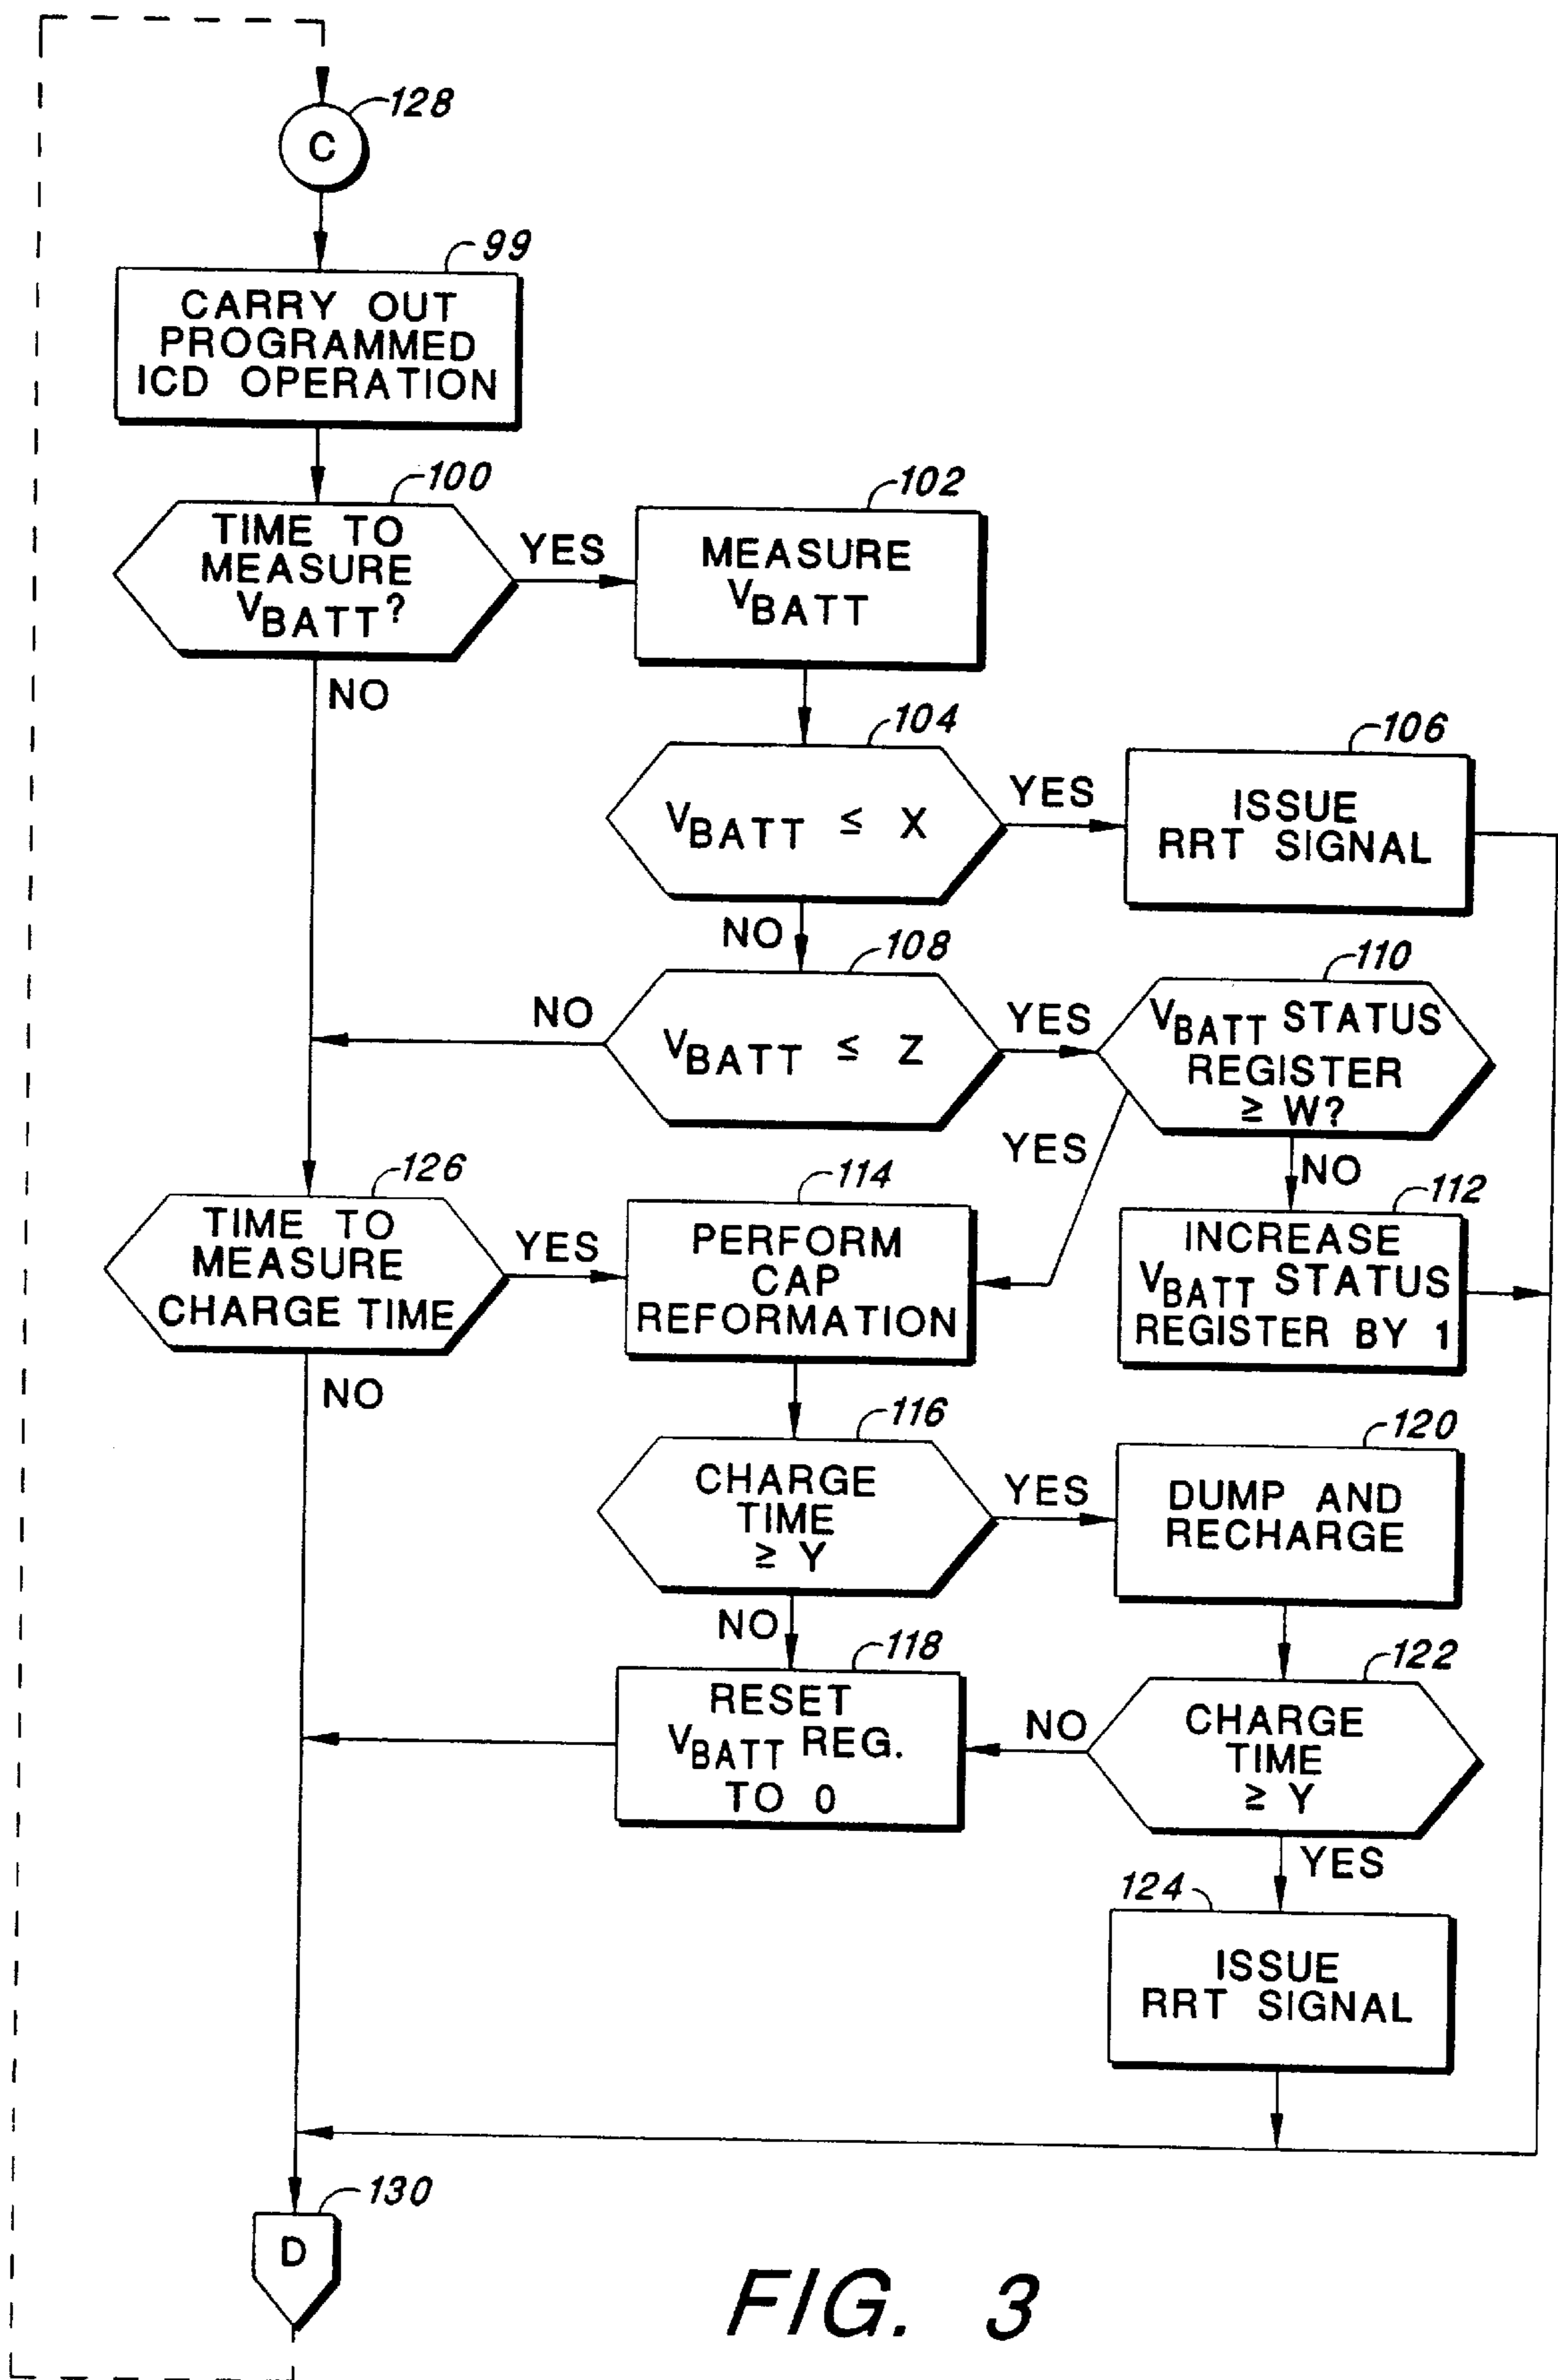 128
C
99
CARRY OUT
PROGRAMMED
ICD OPERATION
100
TIME TO
MEASURE
VBATT?
YES
NO
102
MEASURE
VBATT
104
VBATT ≤ X
YES
NO
106
ISSUE
RRT SIGNAL
108
VBATT ≤ Z
NO
YES
110
VBATT STATUS
REGISTER
≥ W?
YES
NO
112
INCREASE
VBATT STATUS
REGISTER BY 1
126
TIME TO
MEASURE
CHARGE TIME
YES
NO
114
PERFORM
CAP
REFORMATION
116
CHARGE
TIME
≥ Y
YES
NO
120
DUMP AND
RECHARGE
118
RESET
VBATT REG.
TO 0
122
CHARGE
TIME
≥ Y
NO
YES
124
ISSUE
RRT SIGNAL
130
D
FIG. 3